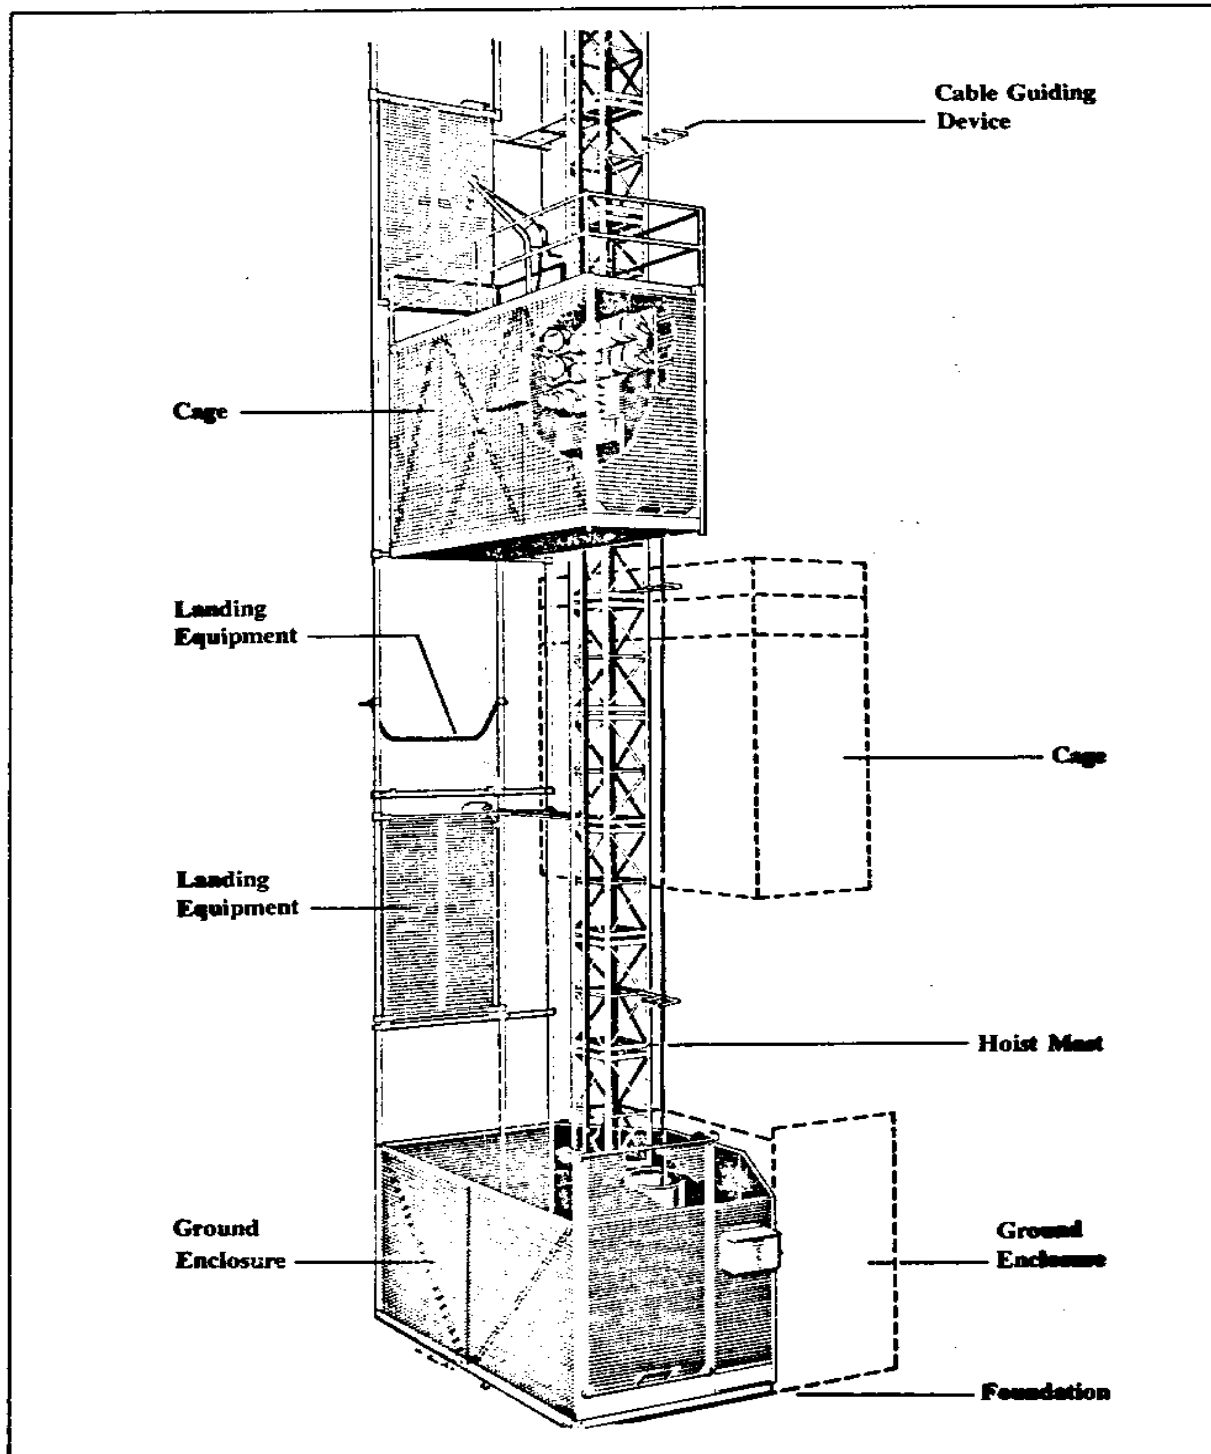 Cable Guiding
Device
Cage
Landing
Equipment
Cage
Landing
Equipment
Hoist Mast
Ground
Enclosure
Ground
Enclosure
Foundation